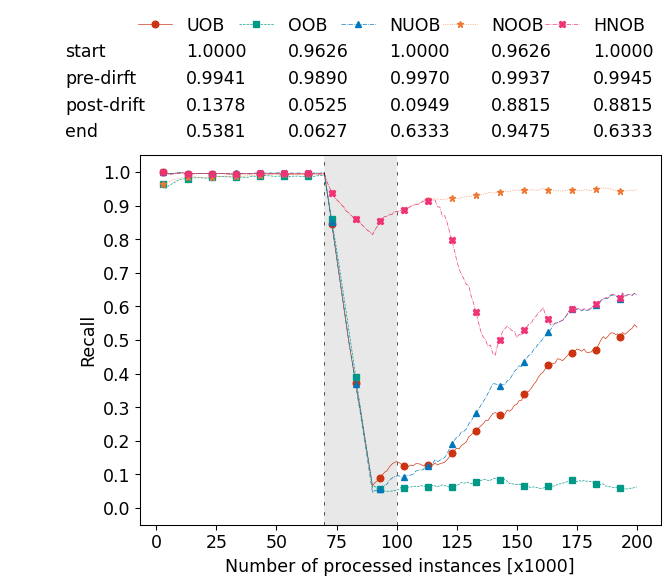 UOB OOB NUOB NOOB HNOB
start 1.0000 0.9626 1.0000 0.9626 1.0000
pre-dirft 0.9941 0.9890 0.9970 0.9937 0.9945
post-drift 0.1378 0.0525 0.0949 0.8815 0.8815
end 0.5381 0.0627 0.6333 0.9475 0.6333
1.0
0.9
0.8
0.7
0.6
0.5
0.4
0.3
0.2
0.1
0.0
Recall
0 25 50 75 100 125 150 175 200
Number of processed instances [x1000]